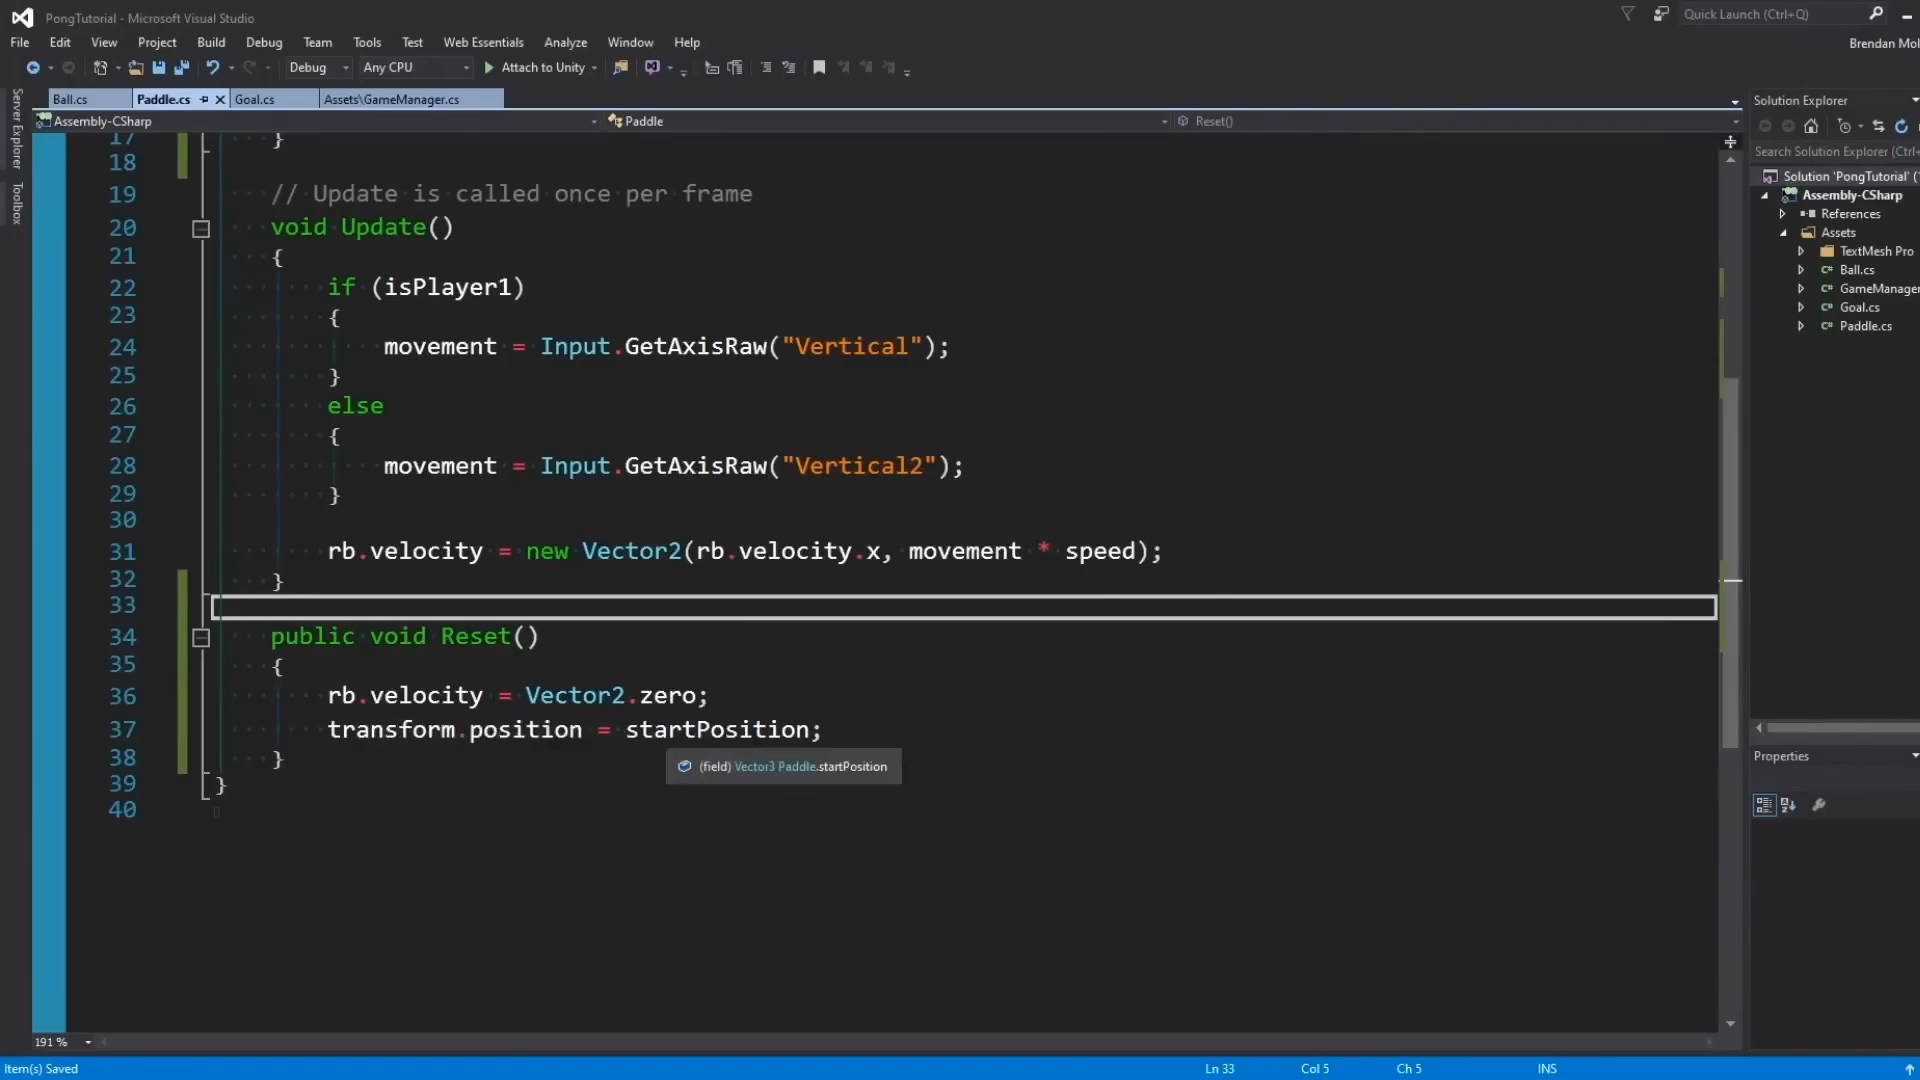 PongTutorial - Microsoft Visual Studio
Quick Launch (Ctrl+Q)
File Edit View Project Build Debug Team Tools Test Web Essentials Analyze Window Help
Debug Any CPU Attach to Unity
Ball.cs Paddle.cs Goal.cs Assets\GameManager.cs
Assembly-CSharp Paddle Reset()
Server Explorer
Toolbox
17 }
18
19 // Update is called once per frame
20 void Update()
21 {
22 if (isPlayer1)
23 {
24 movement = Input.GetAxisRaw("Vertical");
25 }
26 else
27 {
28 movement = Input.GetAxisRaw("Vertical2");
29 }
30
31 rb.velocity = new Vector2(rb.velocity.x, movement * speed);
32 }
33
34 public void Reset()
35 {
36 rb.velocity = Vector2.zero;
37 transform.position = startPosition;
38 }
(field) Vector3 Paddle.startPosition
39 }
40
191 %
Brendan Mol
Solution Explorer
Search Solution Explorer (Ctrl+
Solution 'PongTutorial' (
Assembly-CSharp
References
Assets
TextMesh Pro
Ball.cs
GameManager
Goal.cs
Paddle.cs
Properties
Item(s) Saved Ln 33 Col 5 Ch 5 INS